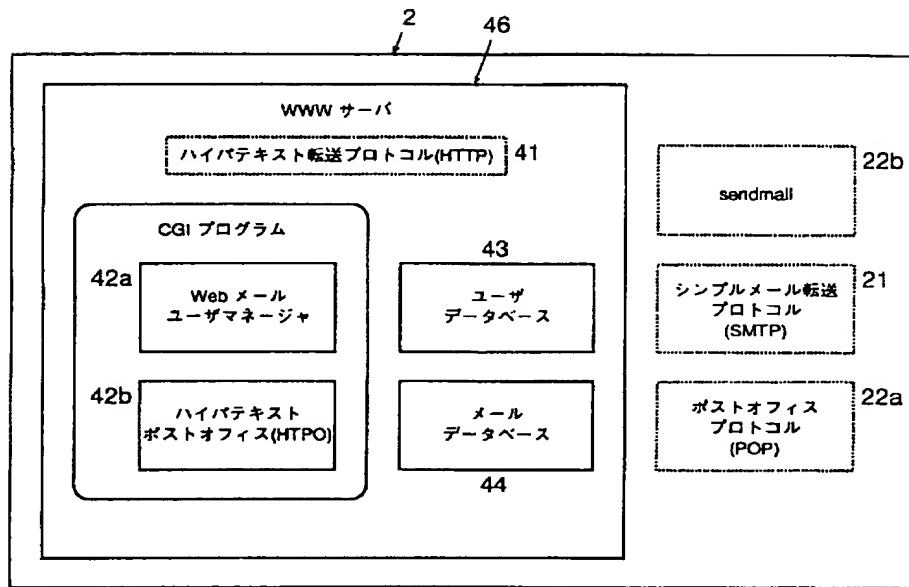 2
46
WWW サーバ
ハイパテキスト転送プロトコル(HTTP)
41
22b
sendmail
CGI プログラム
42a
Web メール
ユーザマネージャ
43
ユーザ
データベース
21
シンプルメール転送
プロトコル
(SMTP)
42b
ハイパテキスト
ポストオフィス(HTPO)
メール
データベース
44
22a
ポストオフィス
プロトコル
(POP)